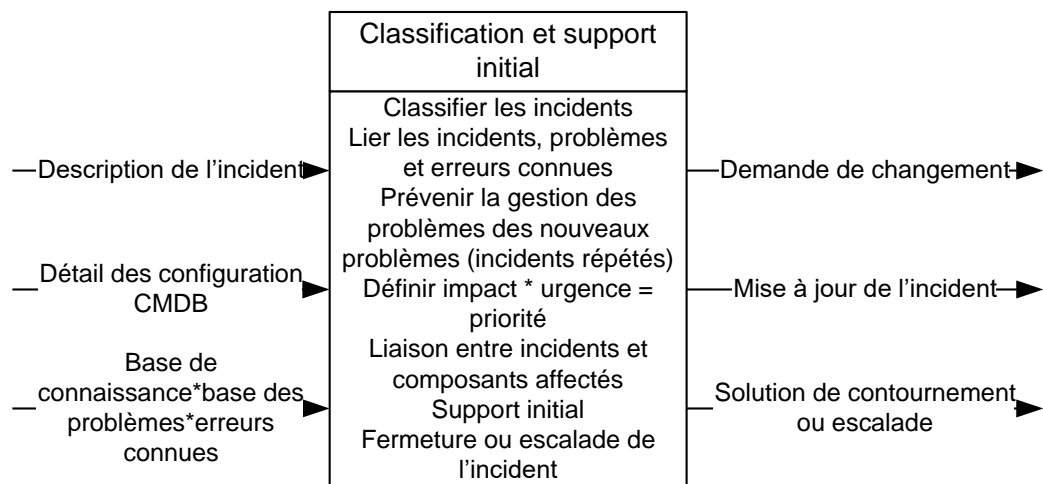 Classification et support
initial
Classifier les incidents
Lier les incidents, problèmes
et erreurs connues
Prévenir la gestion des
problèmes des nouveaux
problèmes (incidents répétés)
Définir impact * urgence =
priorité
Liaison entre incidents et
composants affectés
Support initial
Fermeture ou escalade de
l’incident
Description de l’incident
Détail des configuration
CMDB
Base de
connaissance*base des
problèmes*erreurs
connues
Demande de changement
Mise à jour de l’incident
Solution de contournement
ou escalade